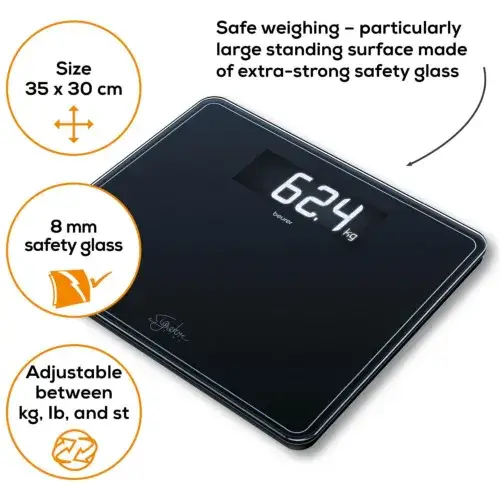 Safe weighing – particularly
large standing surface made
of extra-strong safety glass
Size
35 x 30 cm
62.4 kg
beurer
8 mm
safety glass
Signature
Adjustable
between
kg, lb, and st